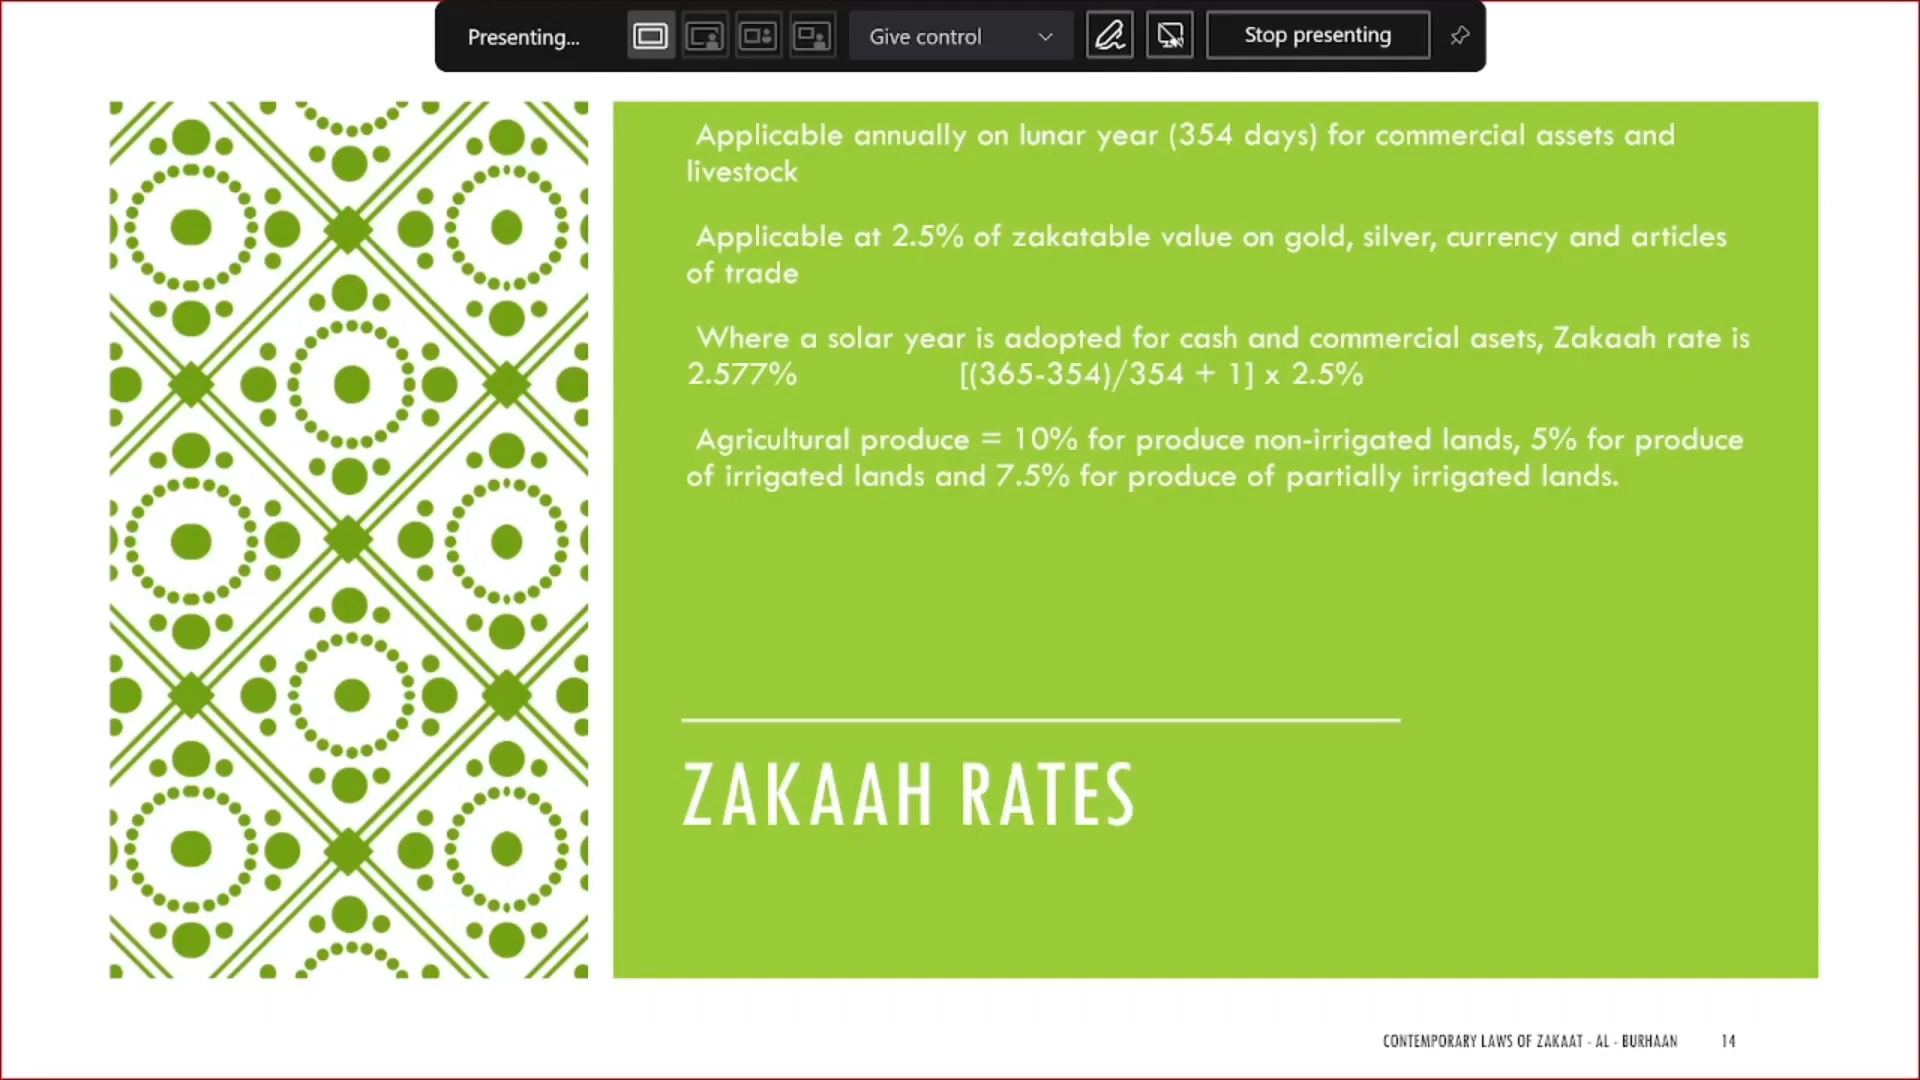 Presenting...
Give control
Stop presenting
Applicable annually on lunar year (354 days) for commercial assets and
livestock
Applicable at 2.5% of zakatable value on gold, silver, currency and articles
of trade
Where a solar year is adopted for cash and commercial asets, Zakaah rate is
2.577% [(365-354)/354 + 1] x 2.5%
Agricultural produce = 10% for produce non-irrigated lands, 5% for produce
of irrigated lands and 7.5% for produce of partially irrigated lands.
ZAKAAH RATES
CONTEMPORARY LAWS OF ZAKAAT - AL - BURHAAN 14